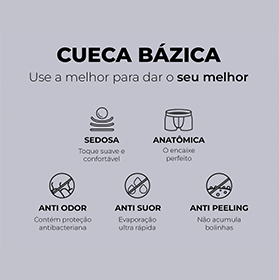 CUECA BÁZICA
Use a melhor para dar o seu melhor
SEDOSA
Toque suave e
confortável
ANATÔMICA
O encaixe
perfeito
ANTI ODOR
Contém proteção
antibacteriana
ANTI SUOR
Evaporação
ultra rápida
ANTI PEELING
Não acumula
bolinhas